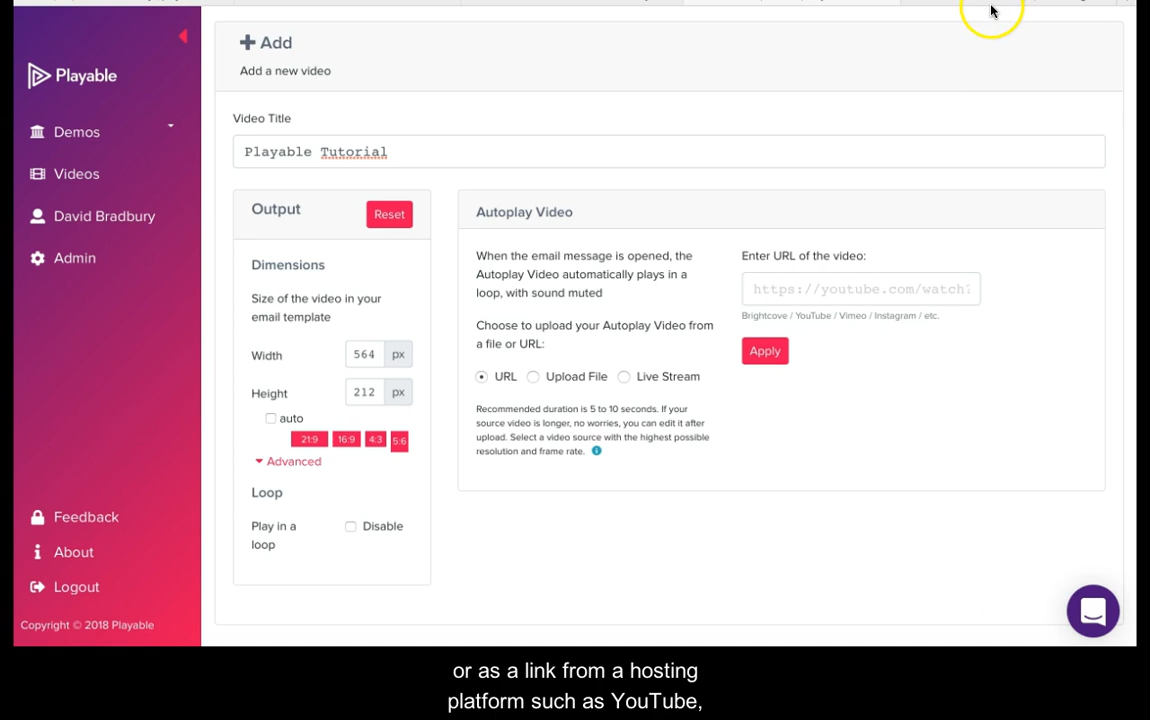 Playable
Demos
Videos
David Bradbury
Admin
Feedback
About
Logout
Copyright © 2018 Playable
Add
Add a new video
Video Title
Playable Tutorial
Output
Reset
Dimensions
Size of the video in your
email template
Width
564
px
Height
212
px
auto
21:9
16:9
4:3
5:6
Advanced
Loop
Play in a
loop
Disable
Autoplay Video
When the email message is opened, the
Autoplay Video automatically plays in a
loop, with sound muted
Choose to upload your Autoplay Video from
a file or URL:
URL
Upload File
Live Stream
Recommended duration is 5 to 10 seconds. If your
source video is longer, no worries, you can edit it after
upload. Select a video source with the highest possible
resolution and frame rate.
Enter URL of the video:
https://youtube.com/watch?
Brightcove / YouTube / Vimeo / Instagram / etc.
Apply
or as a link from a hosting
platform such as YouTube,